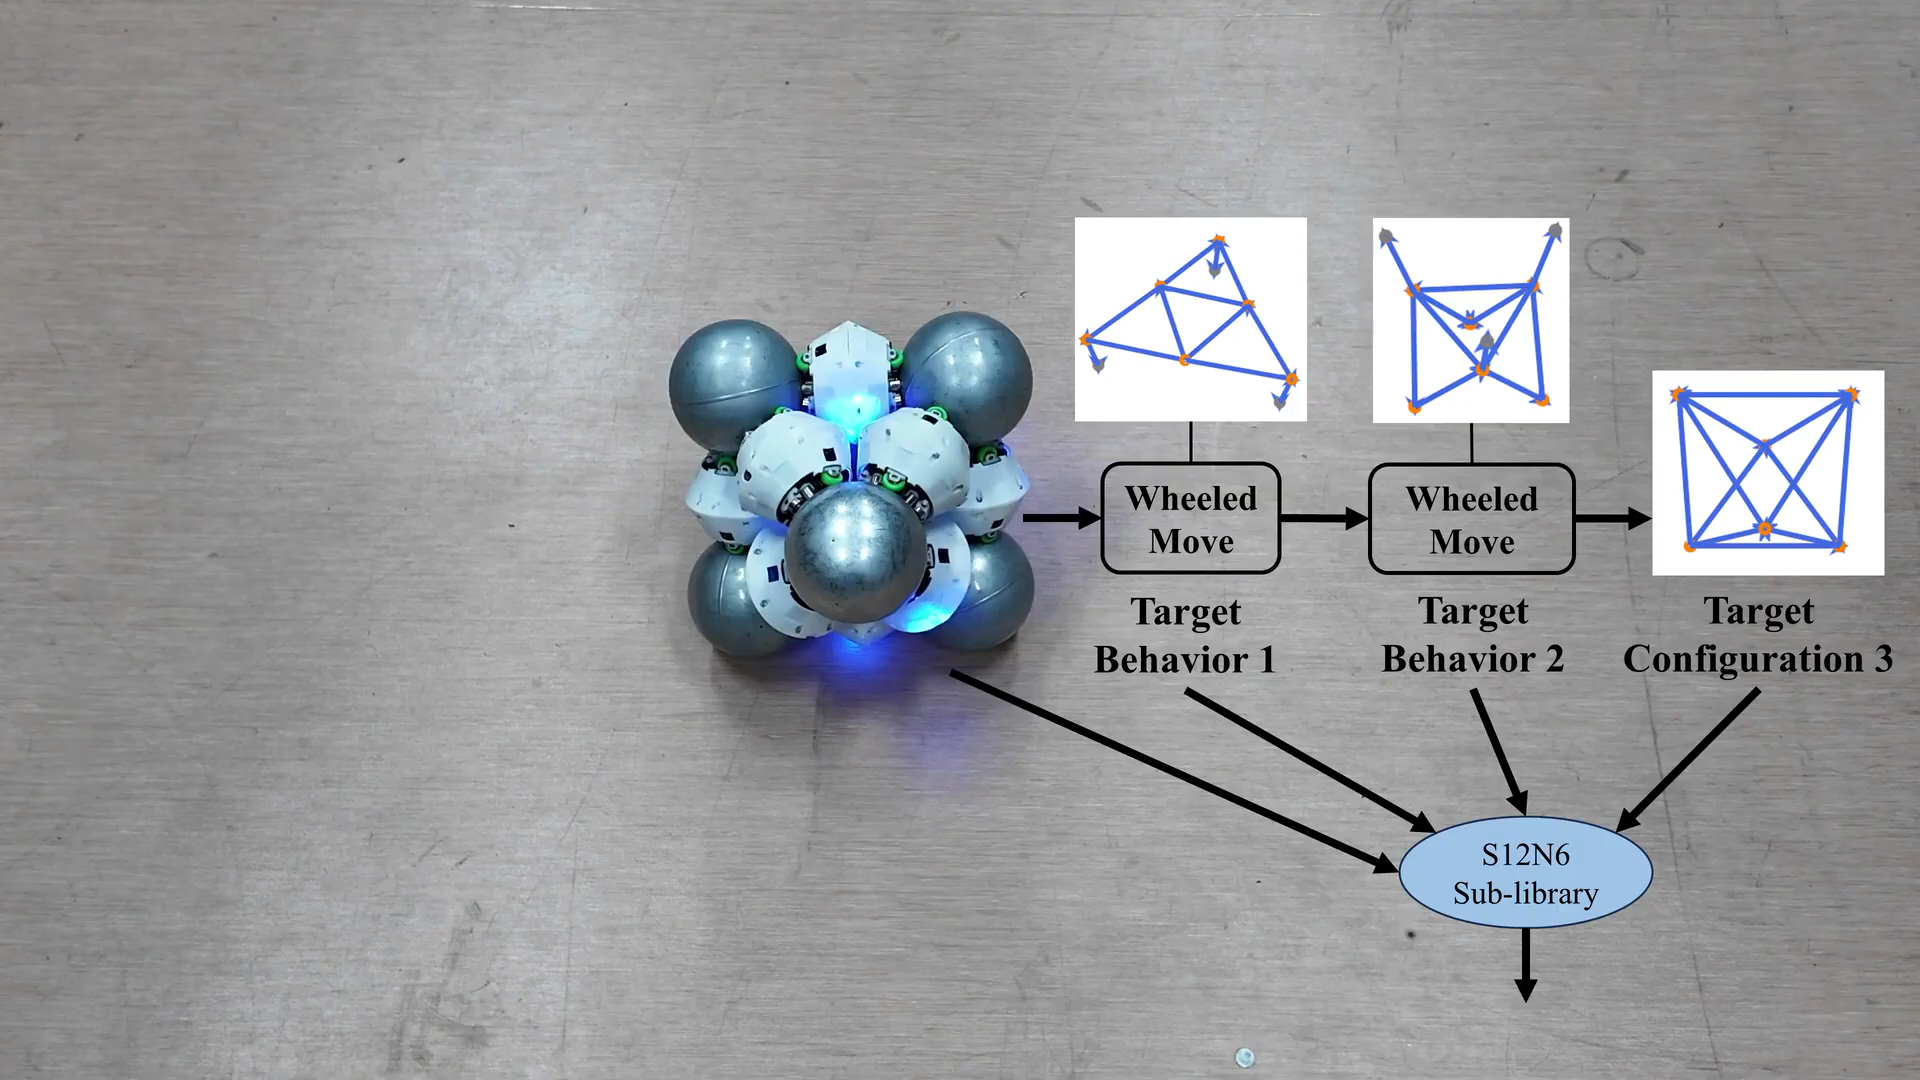 Wheeled
Move
Wheeled
Move
Target
Behavior 1
Target
Behavior 2
Target
Configuration 3
S12N6
Sub-library